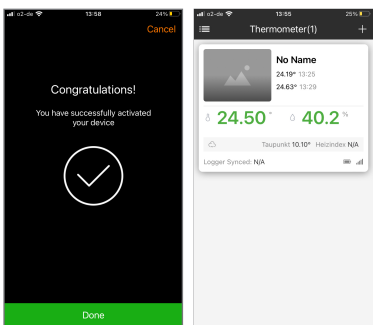 o2-de 13:58 24%
Cancel
Congratulations!
You have successfully activated
your device
Done
o2-de 13:55 25%
Thermometer(1) +
No Name
24.19° 13:25
24.63° 13:29
24.50° 40.2%
Taupunkt 10.10° Heizindex N/A
Logger Synced: N/A